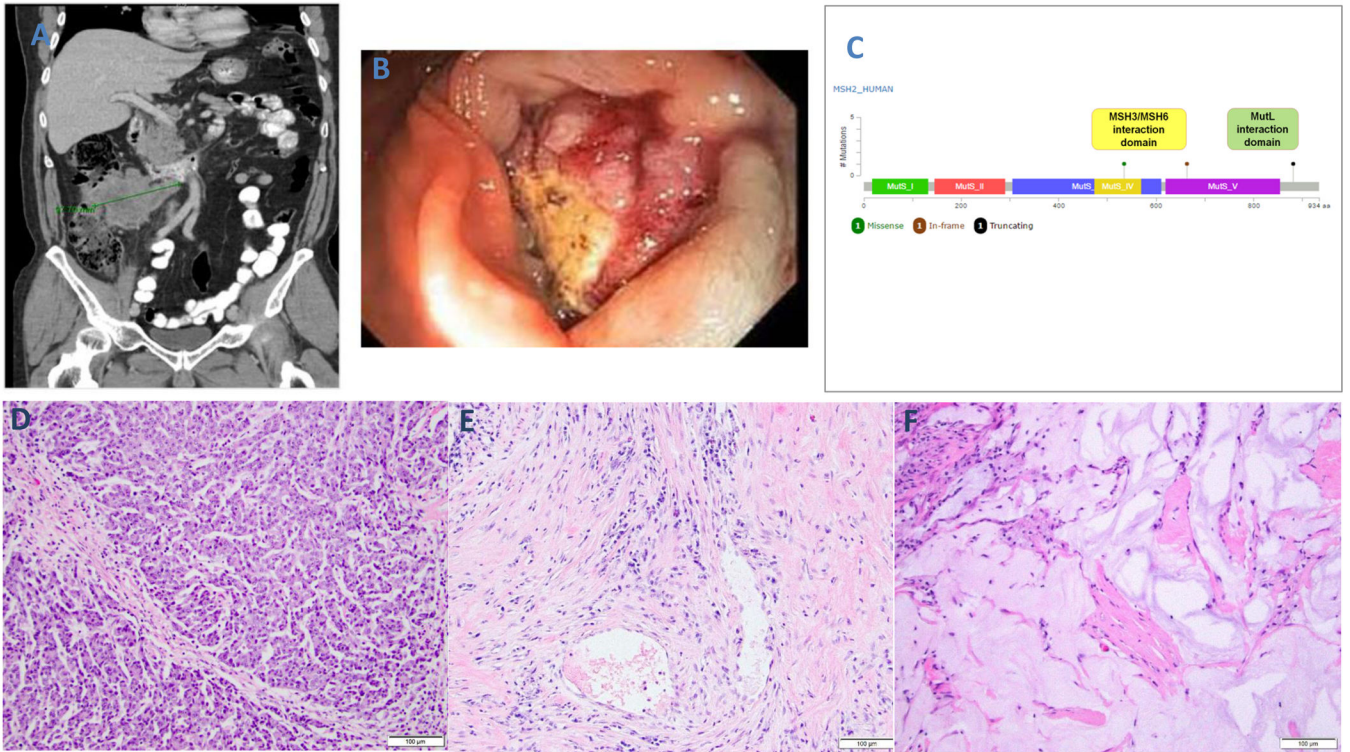 A
B
C
MSH2_HUMAN
MSH3/MSH6
interaction
domain
MutL
interaction
domain
# Mutations
5
0
MutS_I
MutS_II
MutS_
MutS_IV
MutS_V
0
200
400
600
800
934 aa
1 Missense
1 In-frame
1 Truncating
D
100 µm
E
100 µm
F
100 µm